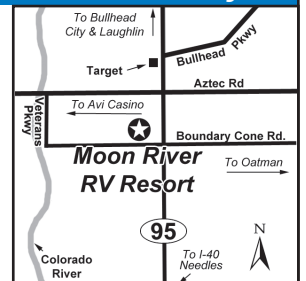 To Bullhead
City & Laughlin
Bullhead Pkwy
Target
Aztec Rd
Veterans
Pkwy
To Avi Casino
Boundary Cone Rd.
Moon River
RV Resort
To Oatman
95
N
To I-40
Needles
Colorado
River